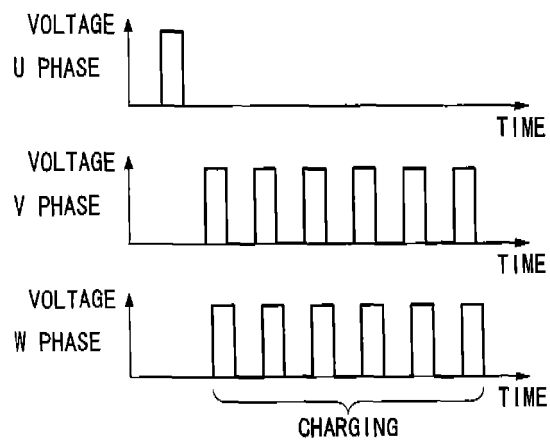 VOLTAGE
U PHASE
TIME
VOLTAGE
V PHASE
TIME
VOLTAGE
W PHASE
TIME
CHARGING